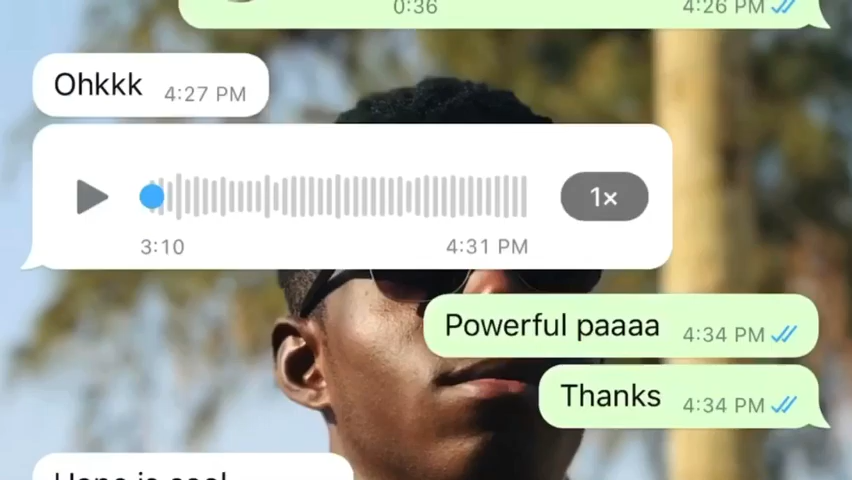 0:36 4:26 PM
Ohkkk 4:27 PM
1×
3:10 4:31 PM
Powerful paaaa 4:34 PM
Thanks 4:34 PM